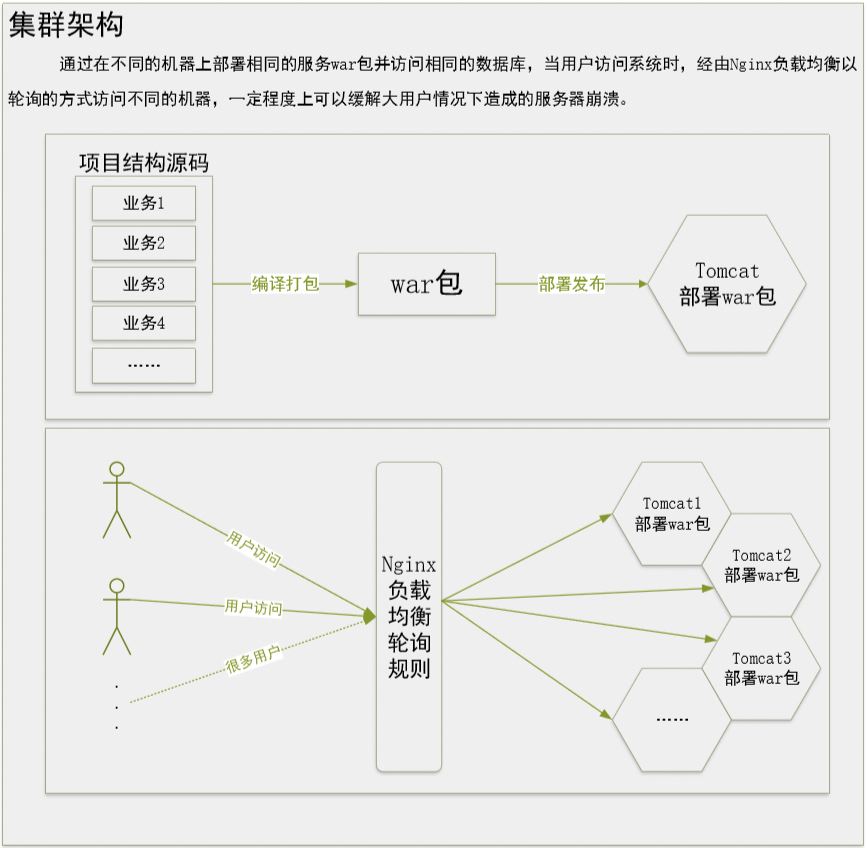 集群架构
通过在不同的机器上部署相同的服务war包并访问相同的数据库，当用户访问系统时，经由Nginx负载均衡以
轮询的方式访问不同的机器，一定程度上可以缓解大用户情况下造成的服务器崩溃。
项目结构源码
业务1
业务2
业务3
业务4
......
编译打包
war包
部署发布
Tomcat
部署war包
用户访问
用户访问
很多用户
.
.
.
Nginx
负载
均衡
轮询
规则
Tomcat1
部署war包
Tomcat2
部署war包
Tomcat3
部署war包
......